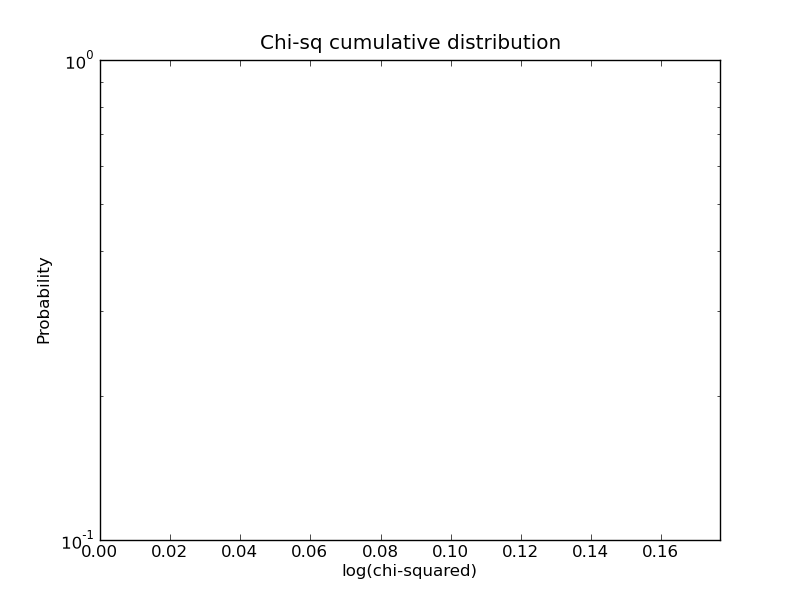 Chi-sq cumulative distribution
10^0
Probability
10^-1
0.00 0.02 0.04 0.06 0.08 0.10 0.12 0.14 0.16
log(chi-squared)